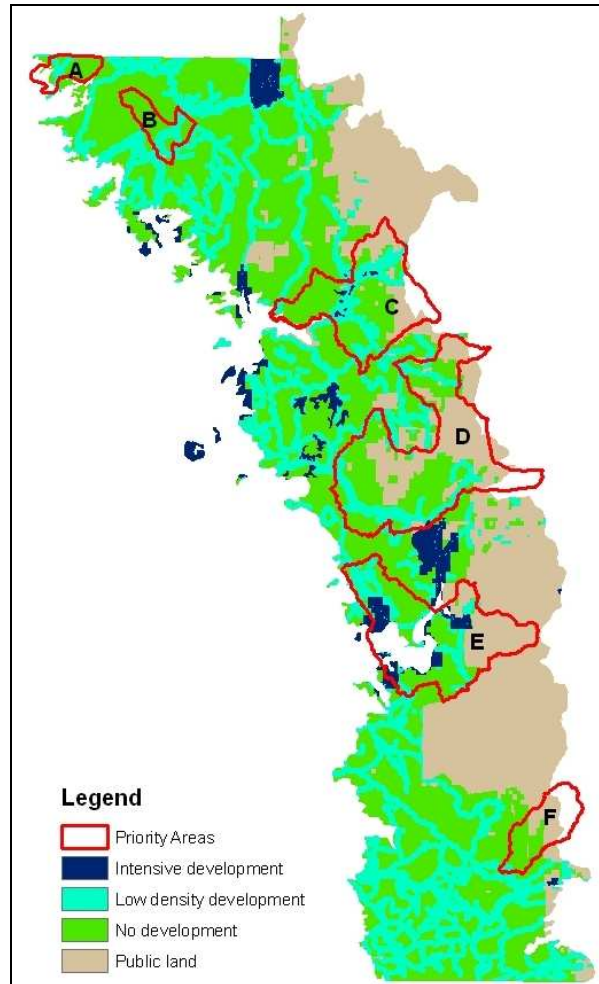 A
B
C
D
E
F
Legend
Priority Areas
Intensive development
Low density development
No development
Public land